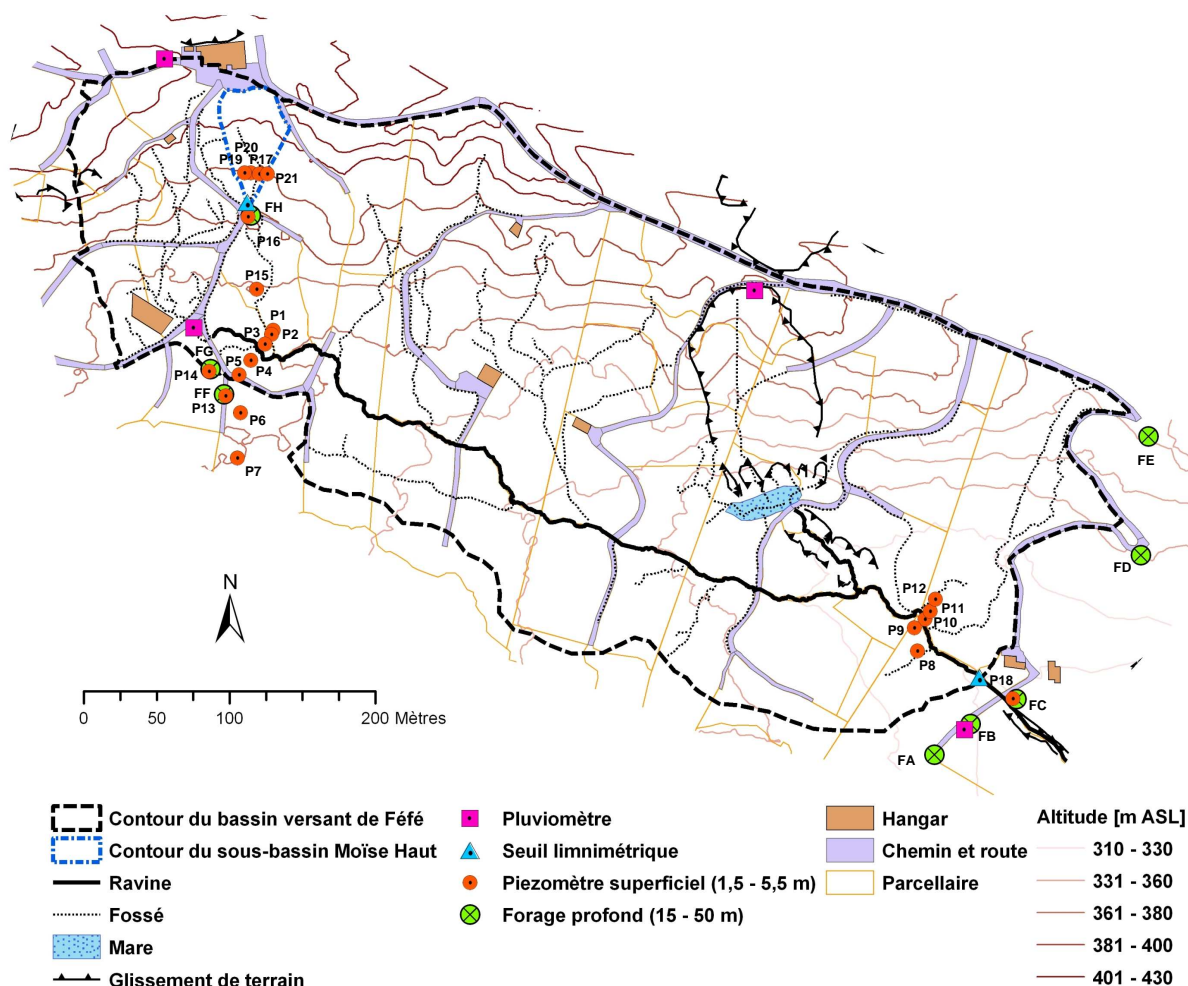 P20
P19 P17
P21
FH
P16
P15
P1
P3 P2
FG
P5 P4
P14
FF
P13
P6
P7
FE
FD
N
P12
P11
P10
P9
P8
P18
FC
FB
FA
0 50 100 200 Mètres
Contour du bassin versant de Féfé
Contour du sous-bassin Moïse Haut
Ravine
Fossé
Mare
Glissement de terrain
Pluviomètre
Seuil limnimétrique
Piezomètre superficiel (1,5 - 5,5 m)
Forage profond (15 - 50 m)
Hangar
Chemin et route
Parcellaire
Altitude [m ASL]
310 - 330
331 - 360
361 - 380
381 - 400
401 - 430